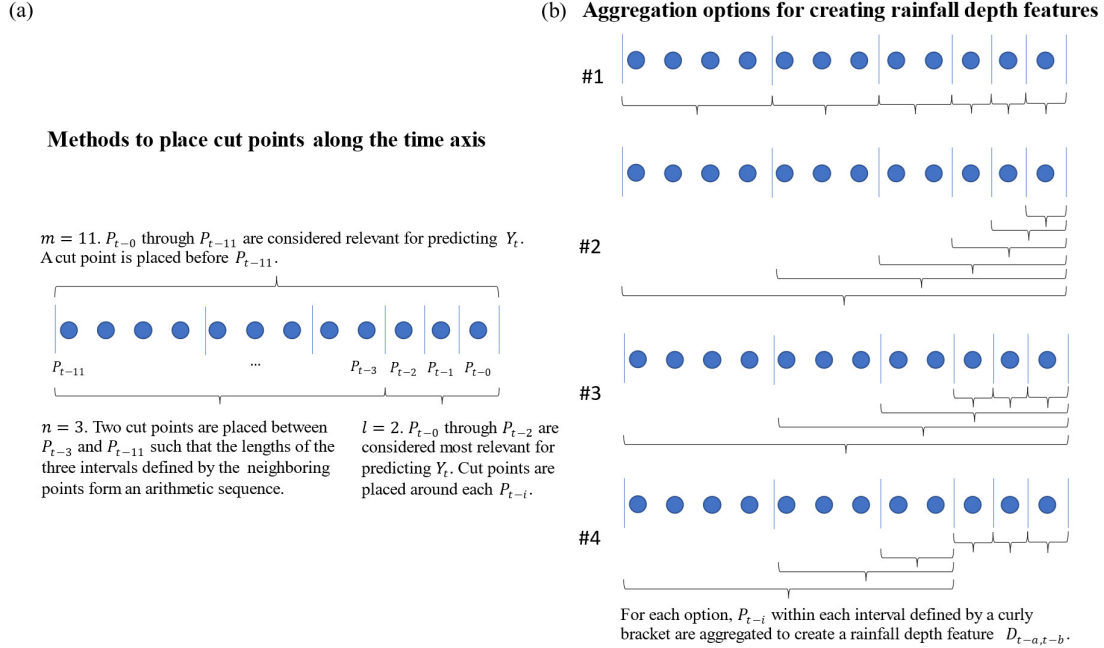 (a)
Methods to place cut points along the time axis
m = 11. P_{t−0} through P_{t−11} are considered relevant for predicting Y_t.
A cut point is placed before P_{t−11}.
P_{t−11}
...
P_{t−3}
P_{t−2}
P_{t−1}
P_{t−0}
n = 3. Two cut points are placed between
P_{t−3} and P_{t−11} such that the lengths of the
three intervals defined by the neighboring
points form an arithmetic sequence.
l = 2. P_{t−0} through P_{t−2} are
considered most relevant for
predicting Y_t. Cut points are
placed around each P_{t−i}.
(b)
Aggregation options for creating rainfall depth features
#1
#2
#3
#4
For each option, P_{t−i} within each interval defined by a curly
bracket are aggregated to create a rainfall depth feature D_{t−a,t−b}.